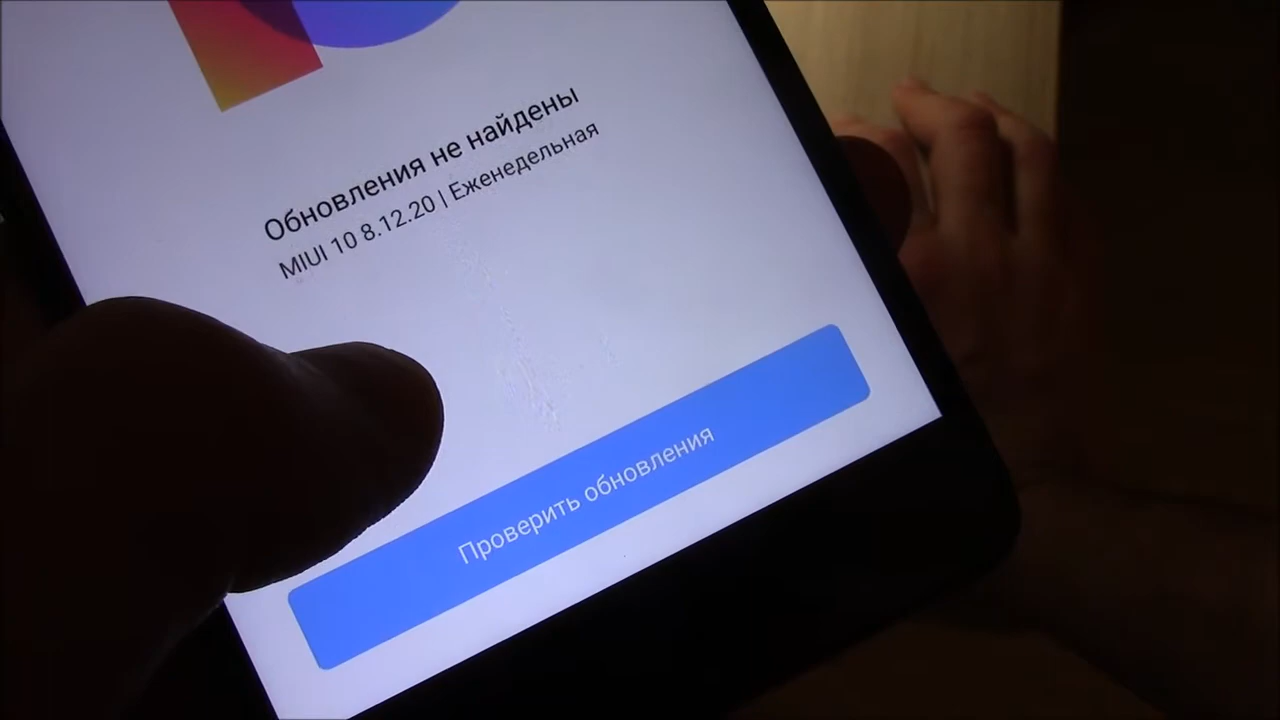 Обновления не найдены
MIUI 10 8.12.20 | Еженедельная
Проверить обновления